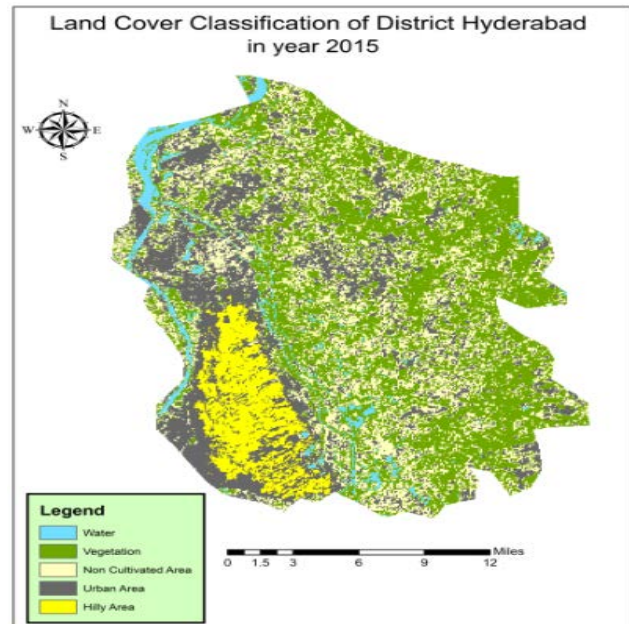 Land Cover Classification of District Hyderabad
in year 2015
N
W E
S
Legend
Water
Vegetation
Non Cultivated Area
Urban Area
Hilly Area
Miles
0 1.5 3 6 9 12